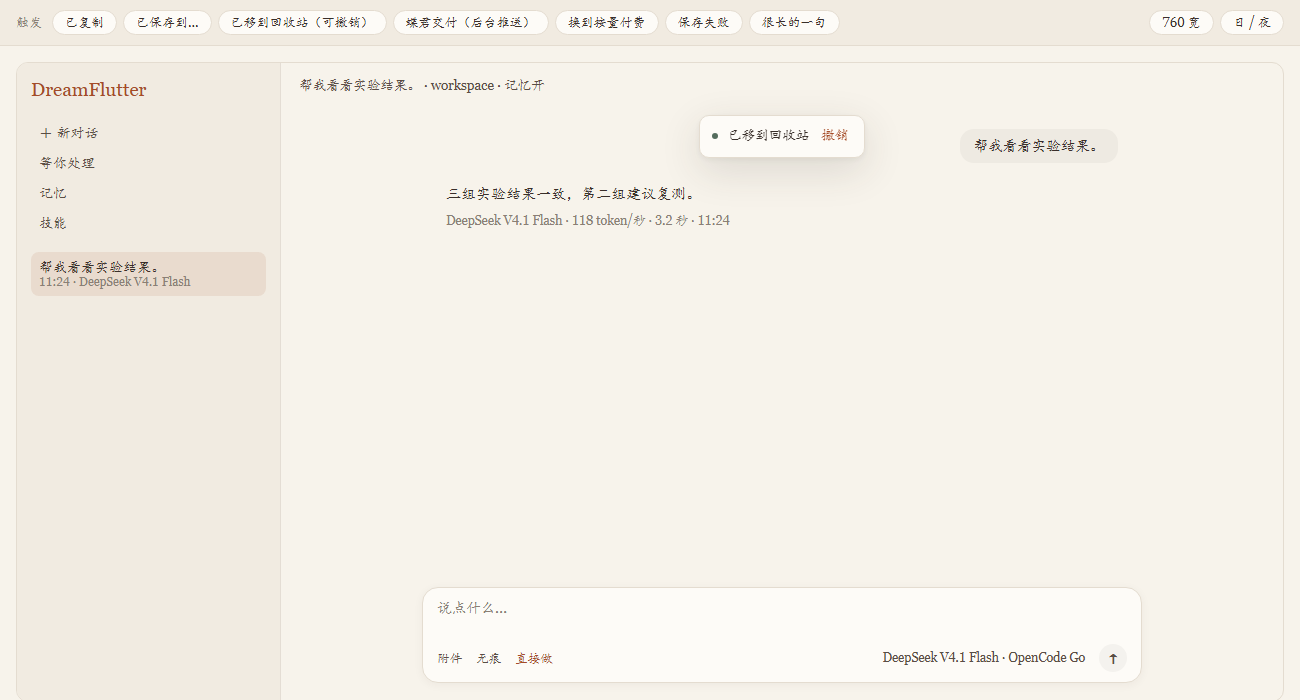 触发 已复制 已保存到… 已移到回收站（可撤销） 蝶君交付（后台推送） 换到按量付费 保存失败 很长的一句 760 宽 日 / 夜
DreamFlutter
＋ 新对话
等你处理
记忆
技能
帮我看看实验结果。
11:24 · DeepSeek V4.1 Flash
帮我看看实验结果。 · workspace · 记忆开
已移到回收站 撤销
帮我看看实验结果。
三组实验结果一致，第二组建议复测。
DeepSeek V4.1 Flash · 118 token/秒 · 3.2 秒 · 11:24
说点什么…
附件 无痕 直接做 DeepSeek V4.1 Flash · OpenCode Go ↑